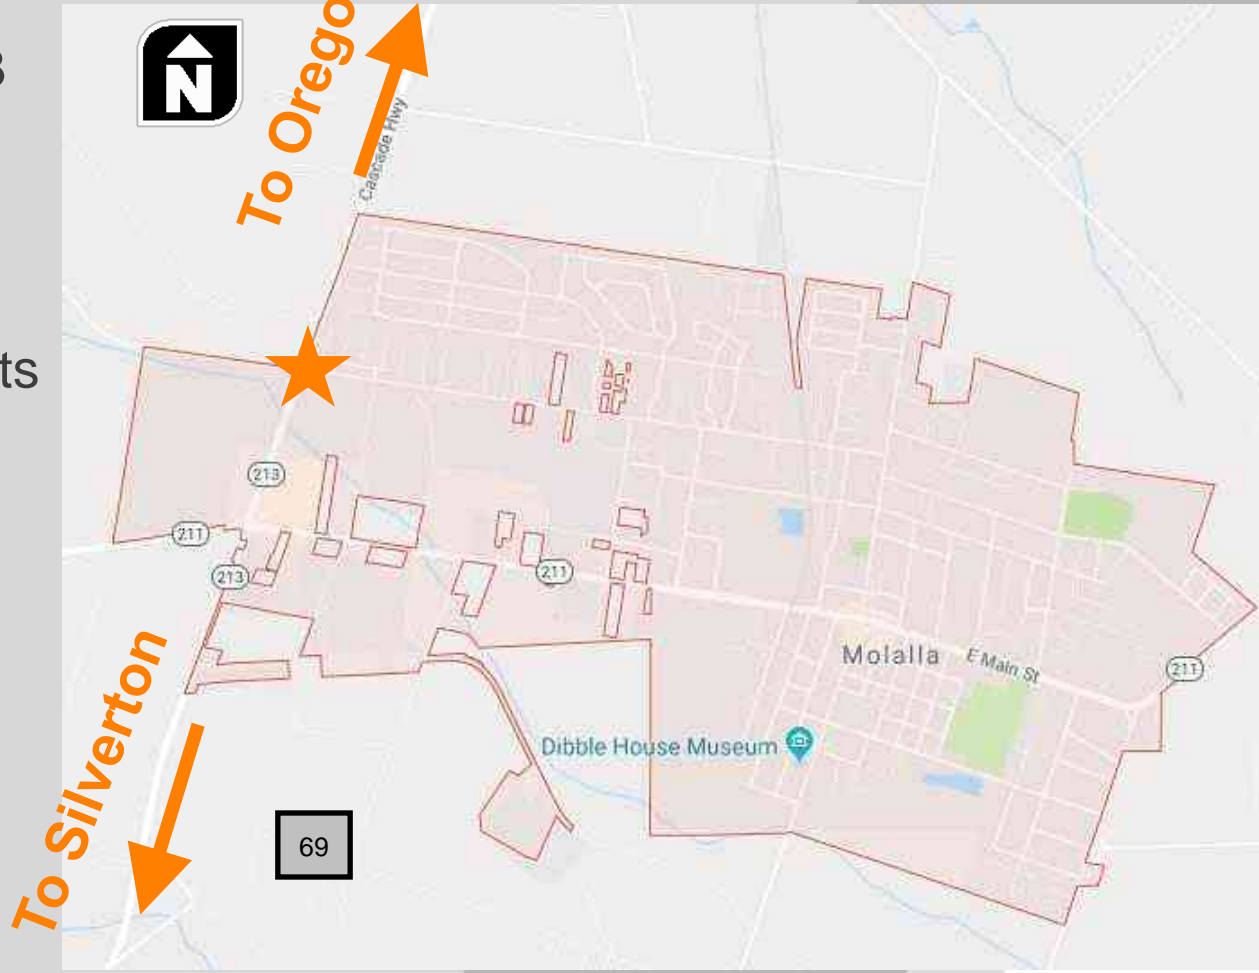 N
To Orego
Cascade Hwy
ts
213
211
213
211
Molalla
E Main St
211
Dibble House Museum
To Silverton
69